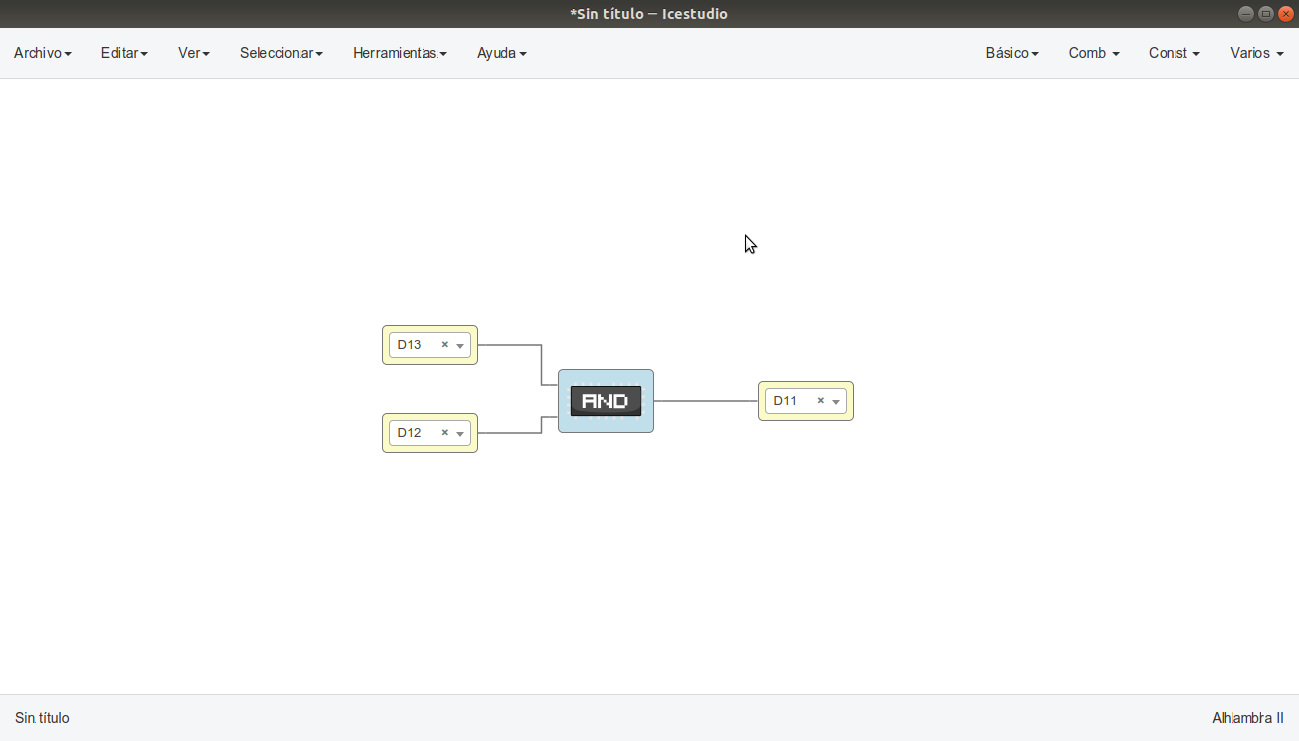 *Sin título — Icestudio
Archivo Editar Ver Seleccionar Herramientas Ayuda Básico Comb Const Varios
D13
AND
D11
D12
Sin título Alhambra II